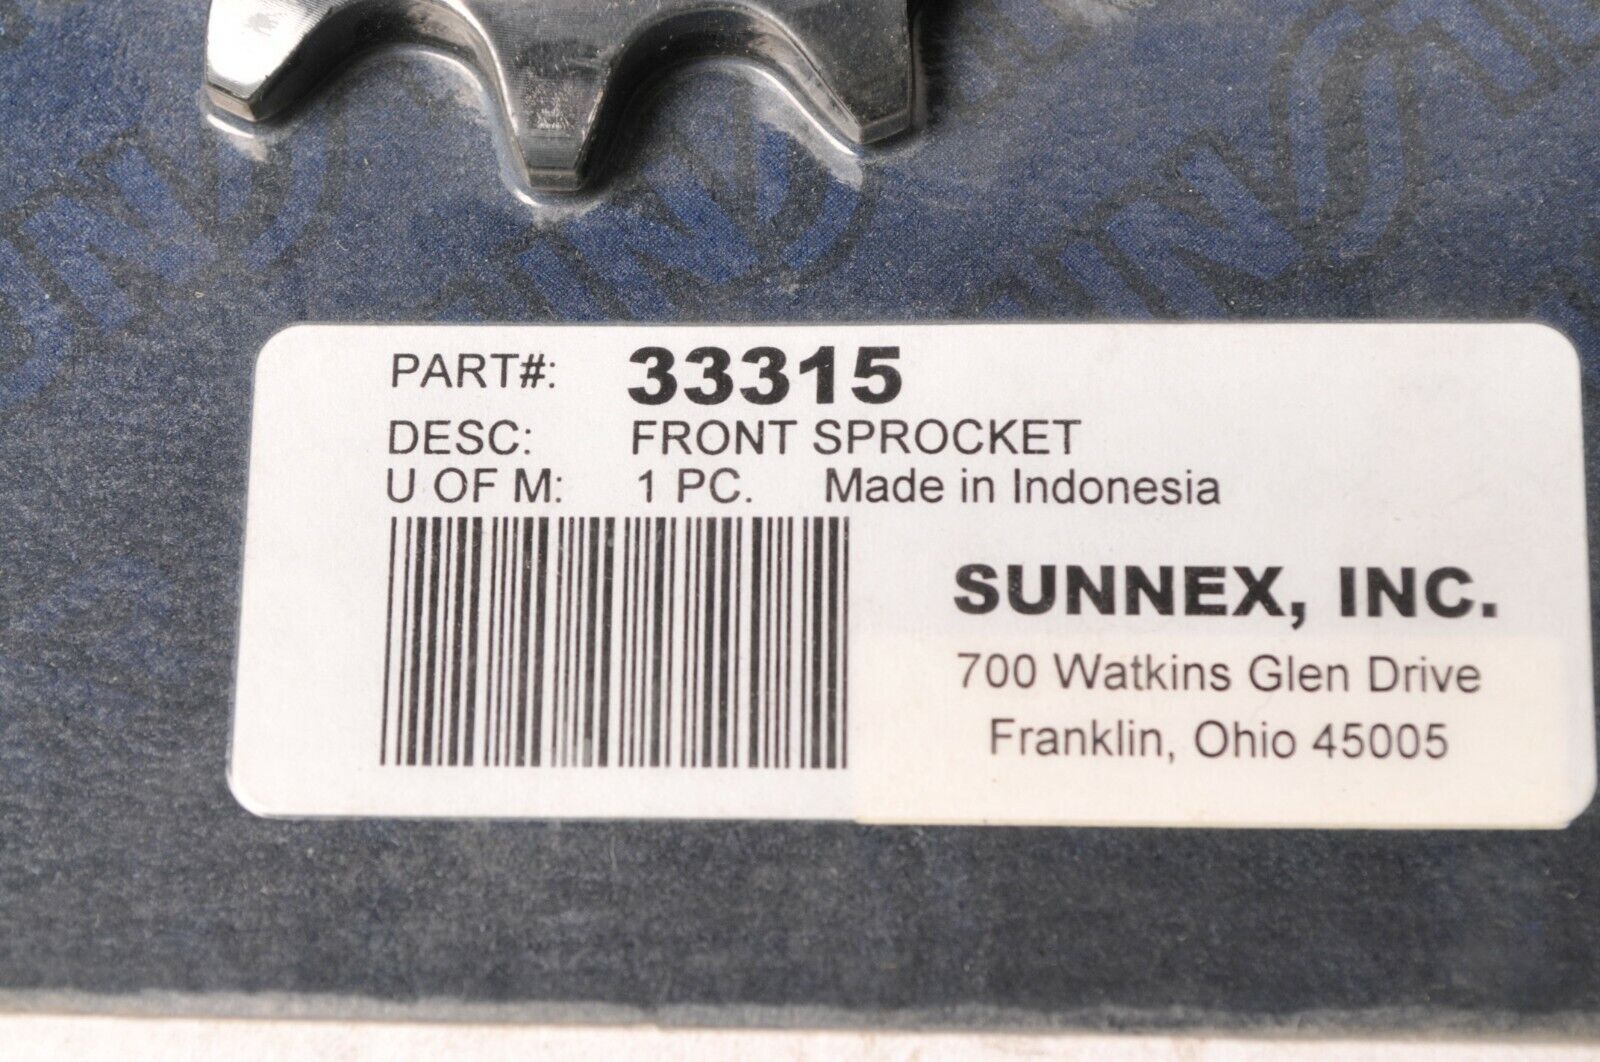 PART#: 33315
DESC: FRONT SPROCKET
U OF M: 1 PC. Made in Indonesia
SUNNEX, INC.
700 Watkins Glen Drive
Franklin, Ohio 45005